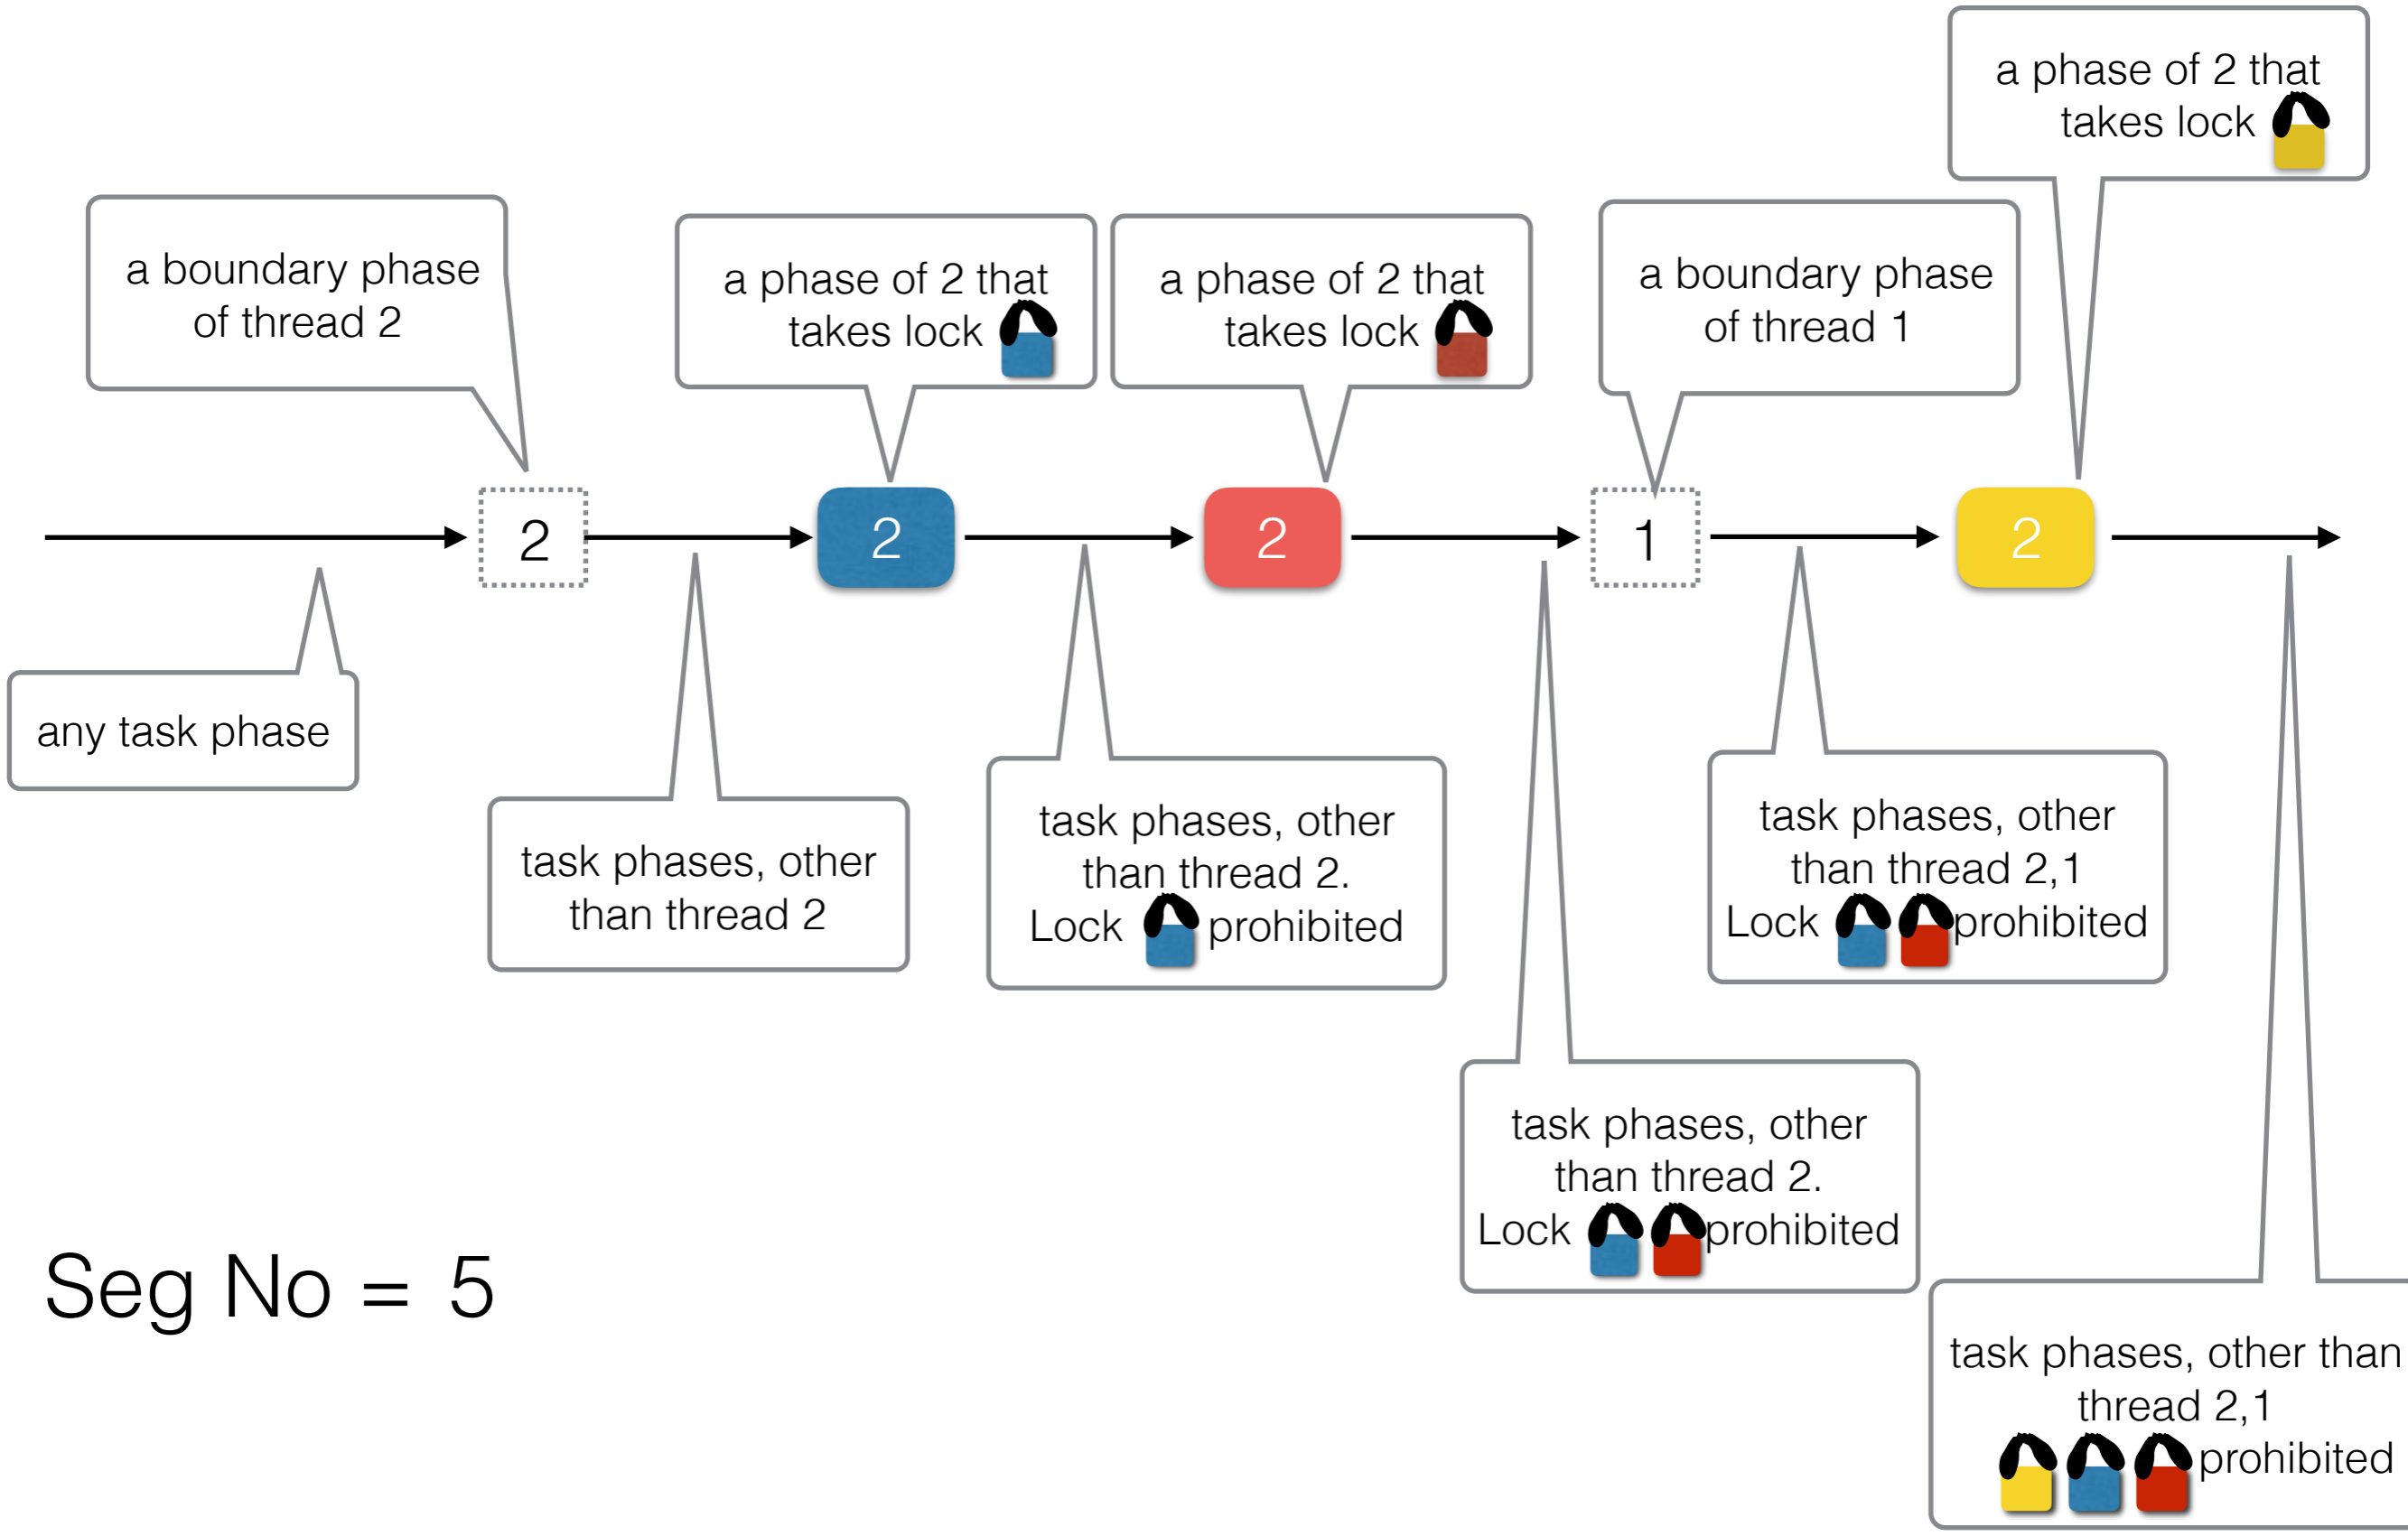 a phase of 2 that
takes lock
a boundary phase
of thread 2
a phase of 2 that
takes lock
a phase of 2 that
takes lock
a boundary phase
of thread 1
2
2
2
1
2
any task phase
task phases, other
than thread 2
task phases, other
than thread 2.
Lock prohibited
task phases, other
than thread 2,1
Lock prohibited
task phases, other
than thread 2.
Lock prohibited
Seg No = 5
task phases, other than
thread 2,1
prohibited